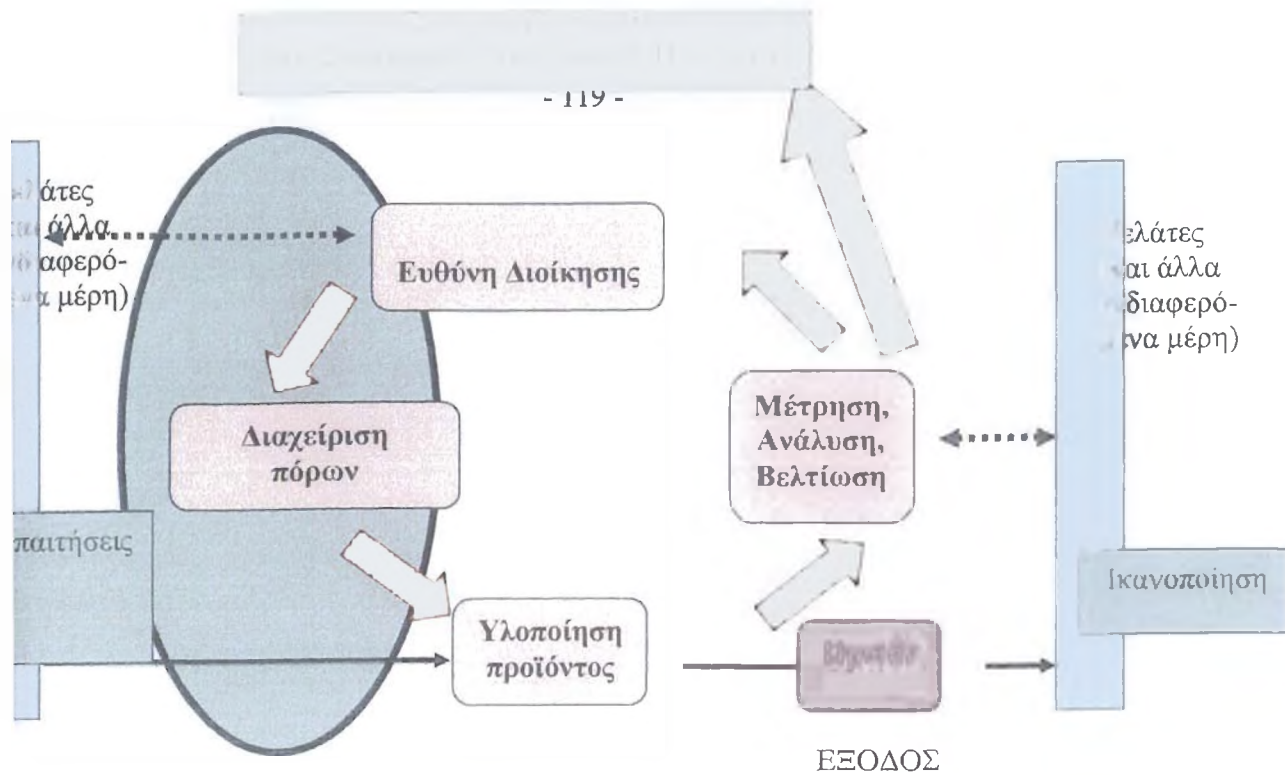 - 119 -
άτες
άλλα
αφερό-
α μέρη)
Ευθύνη Διοίκησης
ελάτες
αι άλλα
διαφερό-
να μέρη)
Διαχείριση
πόρων
Μέτρηση,
Ανάλυση,
Βελτίωση
παιτήσεις
Ικανοποίηση
Υλοποίηση
προϊόντος
ΕΞΟΔΟΣ